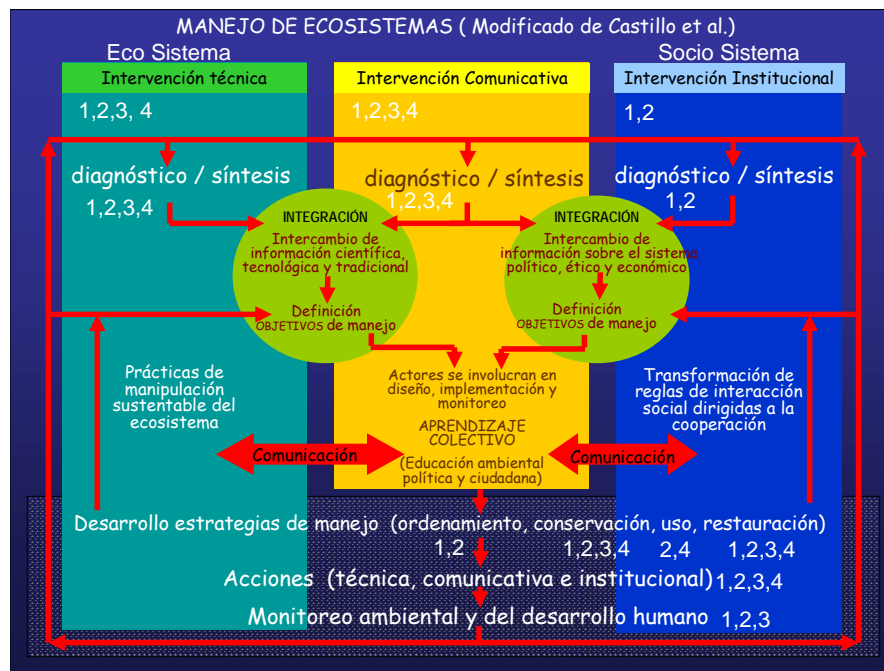 MANEJO DE ECOSISTEMAS ( Modificado de Castillo et al.)
Eco Sistema
Socio Sistema
Intervención técnica
Intervención Comunicativa
Intervención Institucional
1,2,3, 4
1,2,3,4
1,2
diagnóstico / síntesis
diagnóstico / síntesis
diagnóstico / síntesis
1,2,3,4
1,2,3,4
1,2
INTEGRACIÓN
Intercambio de
información científica,
tecnológica y tradicional
Definición
OBJETIVOS de manejo
INTEGRACIÓN
Intercambio de
información sobre el sistema
político, ético y económico
Definición
OBJETIVOS de manejo
Prácticas de
manipulación
sustentable del
ecosistema
Actores se involucran en
diseño, implementación y
monitoreo
APRENDIZAJE
COLECTIVO
(Educación ambiental
política y ciudadana)
Transformación de
reglas de interacción
social dirigidas a la
cooperación
Comunicación
Comunicación
Desarrollo estrategias de manejo (ordenamiento, conservación, uso, restauración)
1,2
1,2,3,4
2,4
1,2,3,4
Acciones (técnica, comunicativa e institucional) 1,2,3,4
Monitoreo ambiental y del desarrollo humano 1,2,3